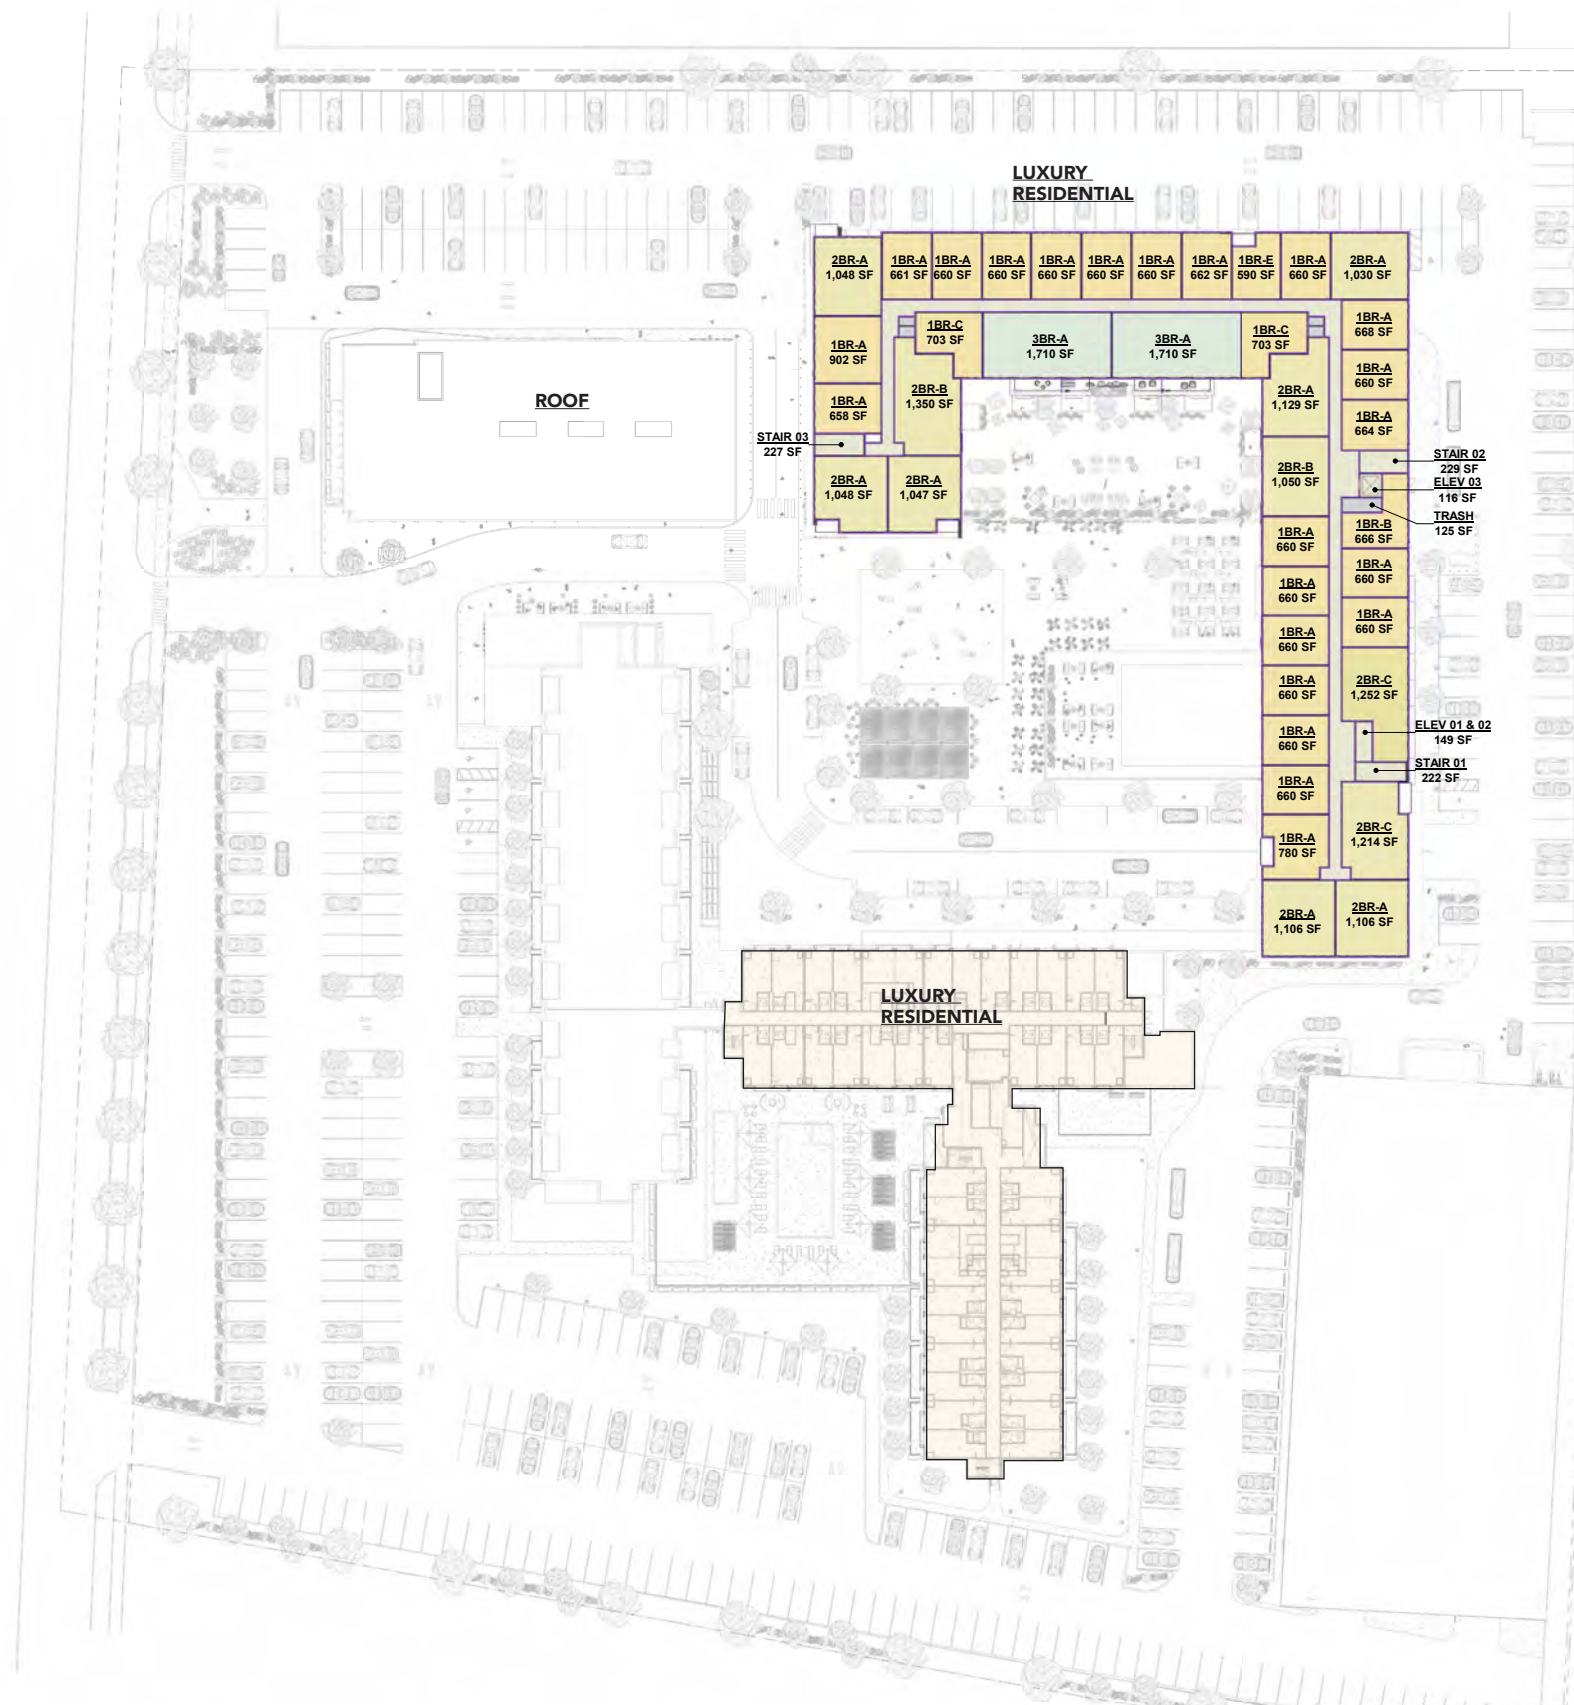 LUXURY
RESIDENTIAL
2BR-A
1,048 SF
1BR-A
661 SF
1BR-A
660 SF
1BR-A
660 SF
1BR-A
660 SF
1BR-A
660 SF
1BR-A
660 SF
1BR-A
662 SF
1BR-E
590 SF
1BR-A
660 SF
2BR-A
1,030 SF
1BR-A
902 SF
1BR-C
703 SF
3BR-A
1,710 SF
3BR-A
1,710 SF
1BR-C
703 SF
1BR-A
668 SF
1BR-A
658 SF
2BR-B
1,350 SF
2BR-A
1,129 SF
1BR-A
660 SF
ROOF
1BR-A
664 SF
STAIR 03
227 SF
2BR-A
1,048 SF
2BR-A
1,047 SF
2BR-B
1,050 SF
STAIR 02
229 SF
ELEV 03
116 SF
TRASH
125 SF
1BR-A
660 SF
1BR-B
666 SF
1BR-A
660 SF
1BR-A
660 SF
1BR-A
660 SF
1BR-A
660 SF
1BR-A
660 SF
2BR-C
1,252 SF
1BR-A
660 SF
ELEV 01 & 02
149 SF
1BR-A
660 SF
STAIR 01
222 SF
1BR-A
780 SF
2BR-C
1,214 SF
2BR-A
1,106 SF
2BR-A
1,106 SF
LUXURY
RESIDENTIAL